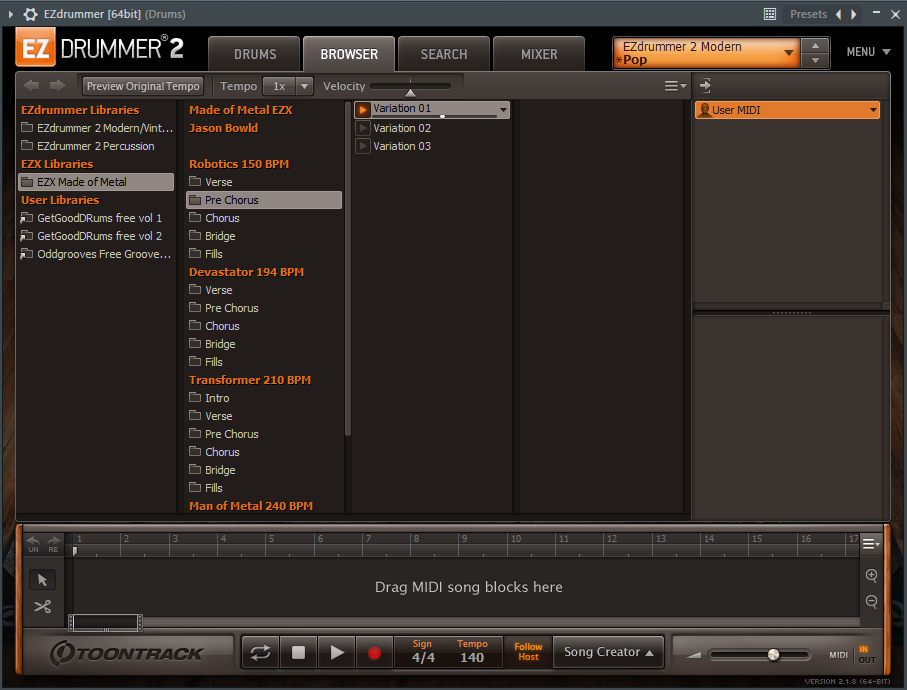 EZdrummer [64bit] (Drums) Presets
EZ DRUMMER® 2
DRUMS BROWSER SEARCH MIXER
EZdrummer 2 Modern
*Pop
MENU
Preview Original Tempo Tempo 1x Velocity
EZdrummer Libraries
EZdrummer 2 Modern/Vint...
EZdrummer 2 Percussion
EZX Libraries
EZX Made of Metal
User Libraries
GetGoodDRums free vol 1
GetGoodDRums free vol 2
Oddgrooves Free Groove...
Made of Metal EZX
Jason Bowld
Robotics 150 BPM
Verse
Pre Chorus
Chorus
Bridge
Fills
Devastator 194 BPM
Verse
Pre Chorus
Chorus
Bridge
Fills
Transformer 210 BPM
Intro
Verse
Pre Chorus
Chorus
Bridge
Fills
Man of Metal 240 BPM
Variation 01
Variation 02
Variation 03
User MIDI
UN RE
1 2 3 4 5 6 7 8 9 10 11 12 13 14 15 16 17
Drag MIDI song blocks here
TOONTRACK
Sign
4/4
Tempo
140
Follow
Host
Song Creator
MIDI
IN
OUT
VERSION 2.1.8 (64-BIT)